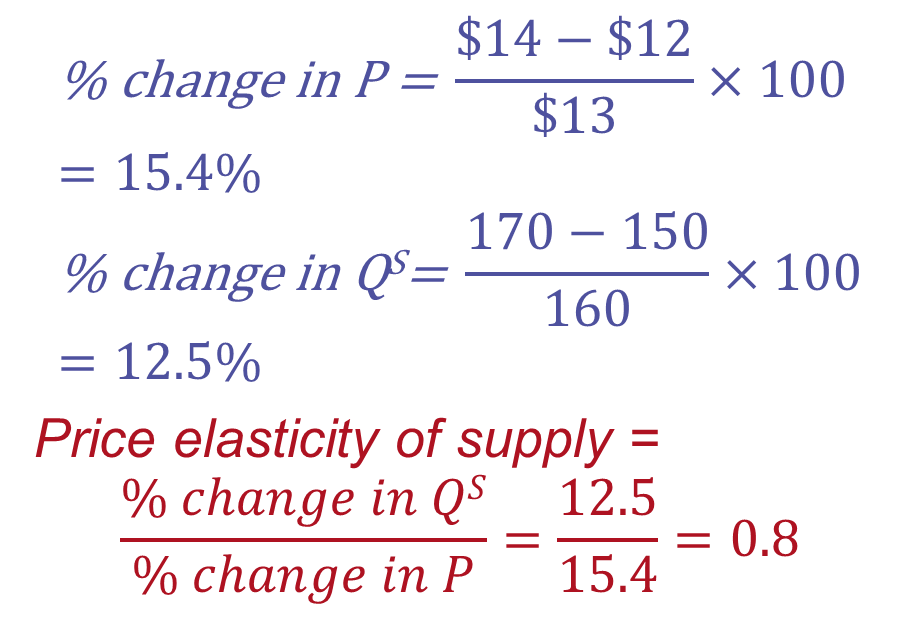 % change in P = $14 − $12 / $13 × 100
= 15.4%
% change in Q^S = 170 − 150 / 160 × 100
= 12.5%
Price elasticity of supply =
% change in Q^S / % change in P = 12.5 / 15.4 = 0.8